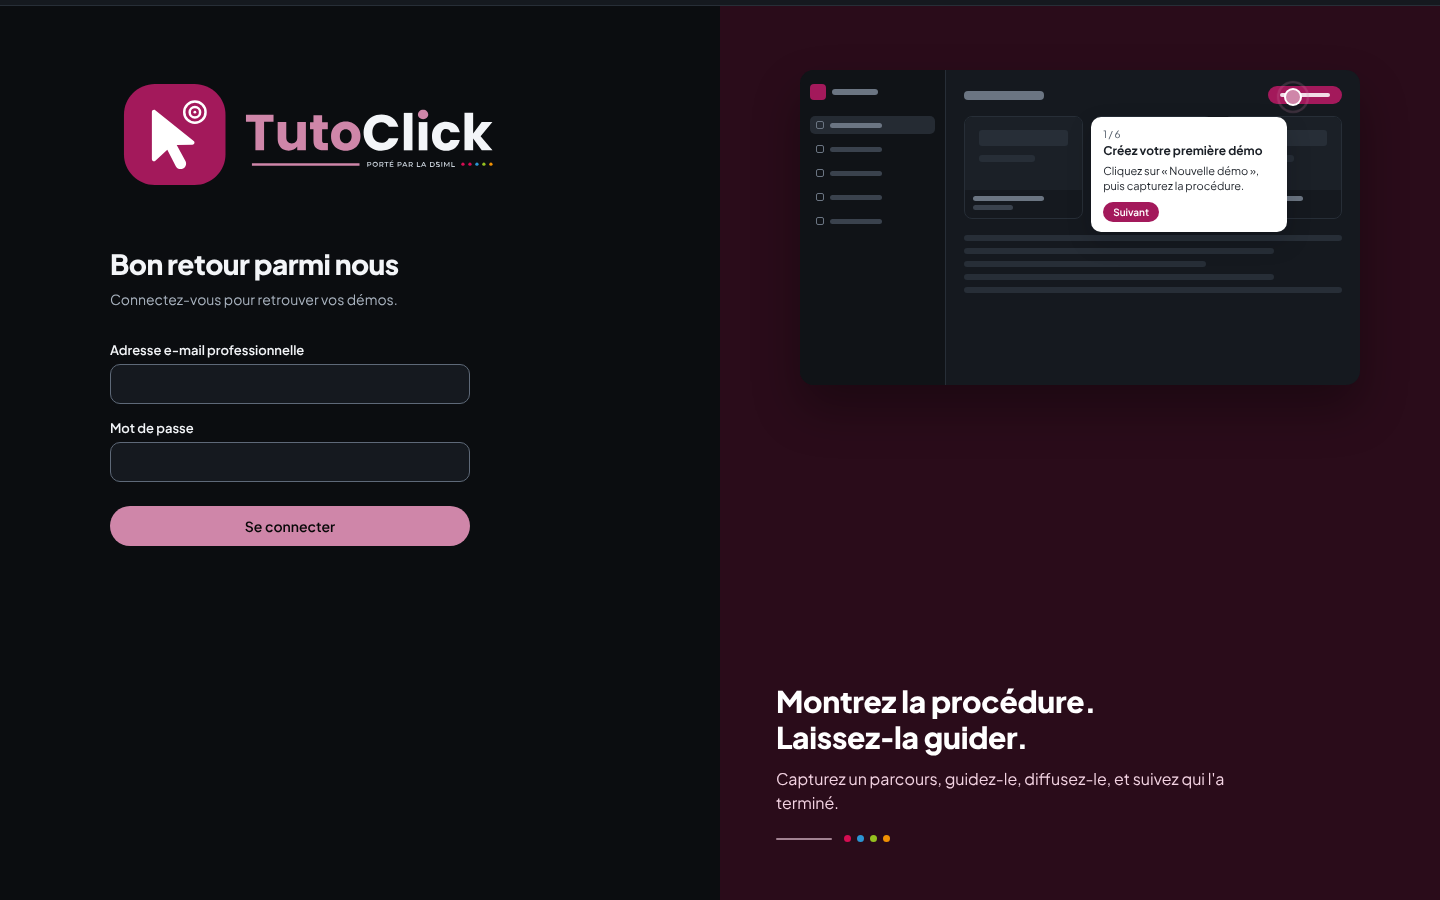 TutoClick
PORTÉ PAR LA DSIML
Bon retour parmi nous
Connectez-vous pour retrouver vos démos.
Adresse e-mail professionnelle
Mot de passe
Se connecter
1 / 6
Créez votre première démo
Cliquez sur « Nouvelle démo »,
puis capturez la procédure.
Suivant
Montrez la procédure.
Laissez-la guider.
Capturez un parcours, guidez-le, diffusez-le, et suivez qui l'a
terminé.